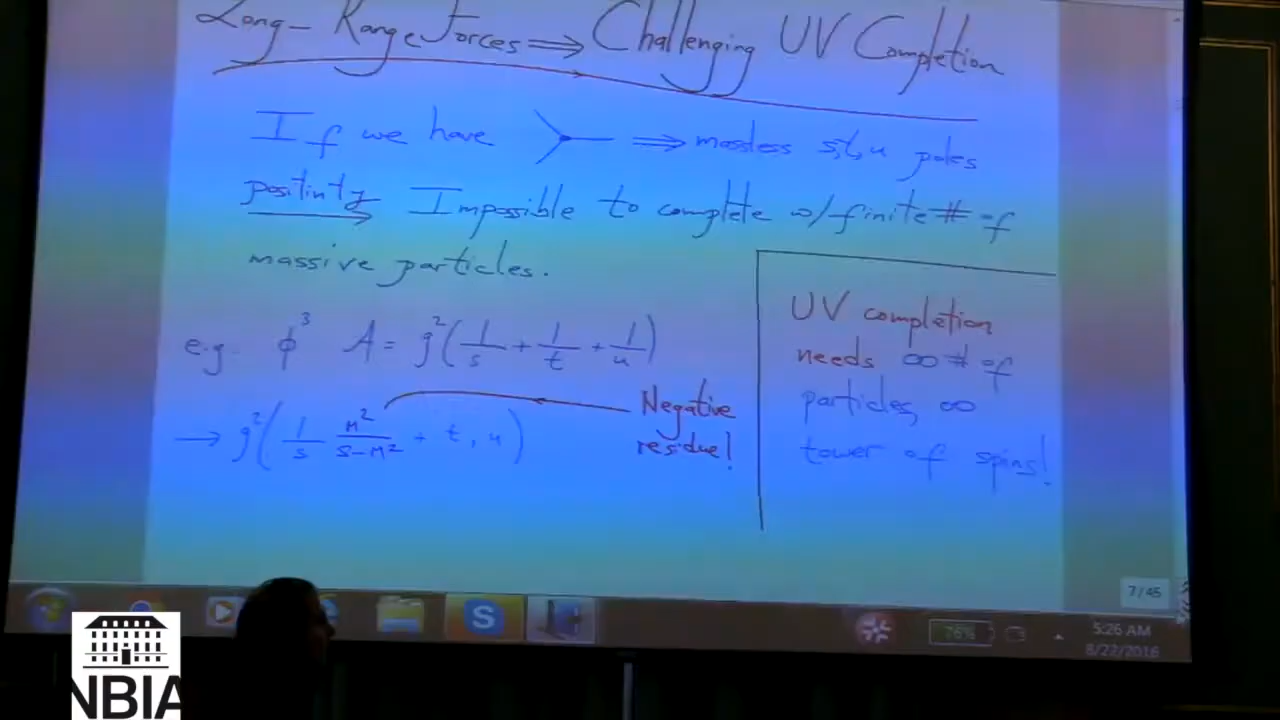 Long-Range Forces ⟹ Challenging UV Completion
If we have ⟹ massless s,t,u poles
positivity Impossible to complete w/ finite # of
massive particles.
e.g. ϕ³ A = g²(1/s + 1/t + 1/u)
→ g²(1/s M²/(s-M²) + t, u)
Negative
residue!
UV completion
needs ∞ # of
particles, ∞
tower of spins!
7/45
S
76%
5:26 AM
8/22/2016
NBIA